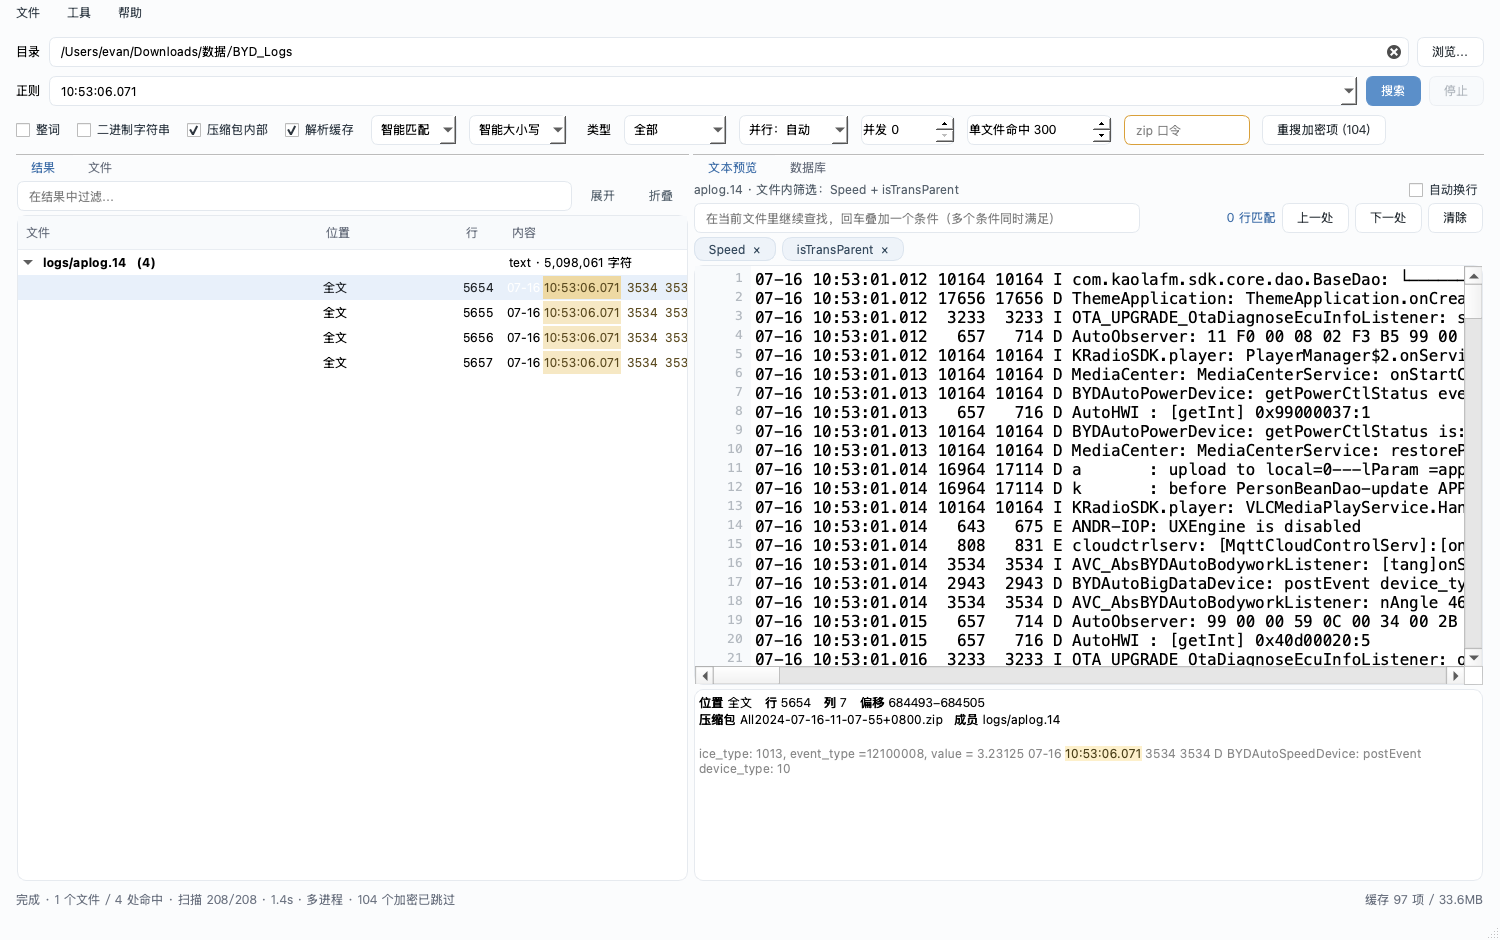 文件 工具 帮助
目录 /Users/evan/Downloads/数据/BYD_Logs 浏览...
正则 10:53:06.071 搜索 停止
整词 二进制字符串 压缩包内部 解析缓存 智能匹配 智能大小写 类型 全部 并行：自动 并发 0 单文件命中 300 zip 口令 重搜加密项 (104)
结果 文件
在结果中过滤... 展开 折叠
文件 位置 行 内容
logs/aplog.14 (4) text · 5,098,061 字符
全文 5654 07-16 10:53:06.071 3534 353
全文 5655 07-16 10:53:06.071 3534 353
全文 5656 07-16 10:53:06.071 3534 353
全文 5657 07-16 10:53:06.071 3534 353
文本预览 数据库
aplog.14 · 文件内筛选：Speed + isTransParent 自动换行
在当前文件里继续查找，回车叠加一个条件（多个条件同时满足） 0 行匹配 上一处 下一处 清除
Speed × isTransParent ×
1 07-16 10:53:01.012 10164 10164 I com.kaolafm.sdk.core.dao.BaseDao: └──────
2 07-16 10:53:01.012 17656 17656 D ThemeApplication: ThemeApplication.onCrea
3 07-16 10:53:01.012 3233 3233 I OTA_UPGRADE_OtaDiagnoseEcuInfoListener: s
4 07-16 10:53:01.012 657 714 D AutoObserver: 11 F0 00 08 02 F3 B5 99 00
5 07-16 10:53:01.012 10164 10164 I KRadioSDK.player: PlayerManager$2.onServi
6 07-16 10:53:01.013 10164 10164 D MediaCenter: MediaCenterService: onStartC
7 07-16 10:53:01.013 10164 10164 D BYDAutoPowerDevice: getPowerCtlStatus eve
8 07-16 10:53:01.013 657 716 D AutoHWI : [getInt] 0x99000037:1
9 07-16 10:53:01.013 10164 10164 D BYDAutoPowerDevice: getPowerCtlStatus is:
10 07-16 10:53:01.013 10164 10164 D MediaCenter: MediaCenterService: restoreP
11 07-16 10:53:01.014 16964 17114 D a : upload to local=0---lParam =app
12 07-16 10:53:01.014 16964 17114 D k : before PersonBeanDao-update APP
13 07-16 10:53:01.014 10164 10164 I KRadioSDK.player: VLCMediaPlayService.Han
14 07-16 10:53:01.014 643 675 E ANDR-IOP: UXEngine is disabled
15 07-16 10:53:01.014 808 831 E cloudctrlserv: [MqttCloudControlServ]:[on
16 07-16 10:53:01.014 3534 3534 I AVC_AbsBYDAutoBodyworkListener: [tang]onS
17 07-16 10:53:01.014 2943 2943 D BYDAutoBigDataDevice: postEvent device_ty
18 07-16 10:53:01.014 3534 3534 D AVC_AbsBYDAutoBodyworkListener: nAngle 46
19 07-16 10:53:01.015 657 714 D AutoObserver: 99 00 00 59 0C 00 34 00 2B
20 07-16 10:53:01.015 657 716 D AutoHWI : [getInt] 0x40d00020:5
21 07-16 10:53:01.016 3233 3233 I OTA_UPGRADE_OtaDiagnoseEcuInfoListener: o
位置 全文 行 5654 列 7 偏移 684493–684505
压缩包 All2024-07-16-11-07-55+0800.zip 成员 logs/aplog.14
ice_type: 1013, event_type =12100008, value = 3.23125 07-16 10:53:06.071 3534 3534 D BYDAutoSpeedDevice: postEvent
device_type: 10
完成 · 1 个文件 / 4 处命中 · 扫描 208/208 · 1.4s · 多进程 · 104 个加密已跳过 缓存 97 项 / 33.6MB